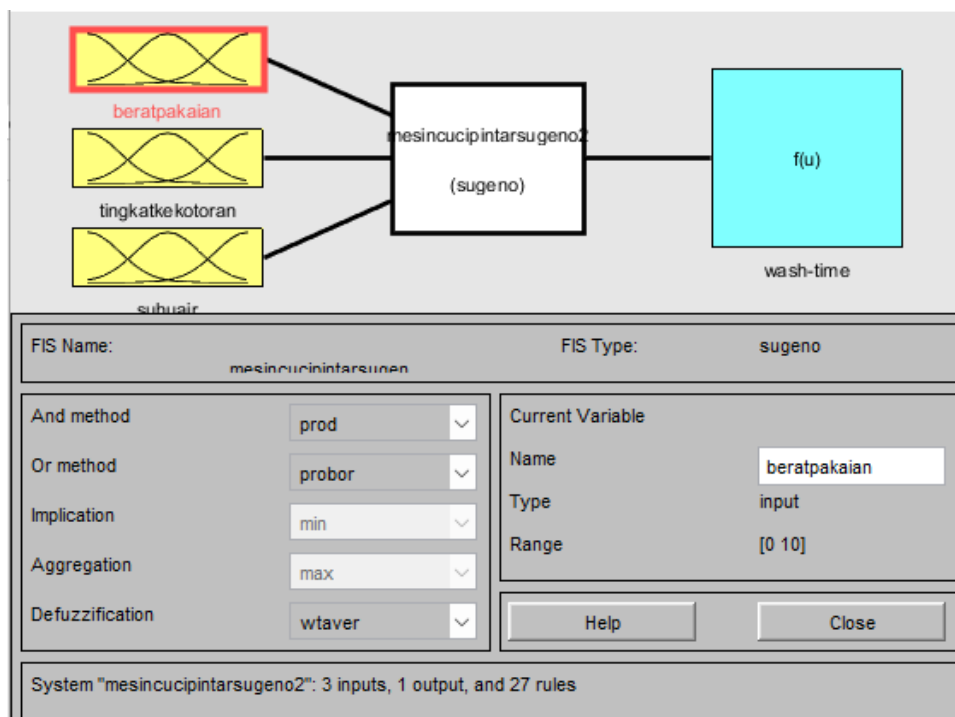 beratpakaian
mesincucipintarsugeno2
(sugeno)
f(u)
tingkatkekotoran
wash-time
suhuair
FIS Name:
mesincucipintarsugen
FIS Type:
sugeno
And method
prod
Or method
probor
Implication
min
Aggregation
max
Defuzzification
wtaver
Current Variable
Name
beratpakaian
Type
input
Range
[0 10]
Help
Close
System "mesincucipintarsugeno2": 3 inputs, 1 output, and 27 rules